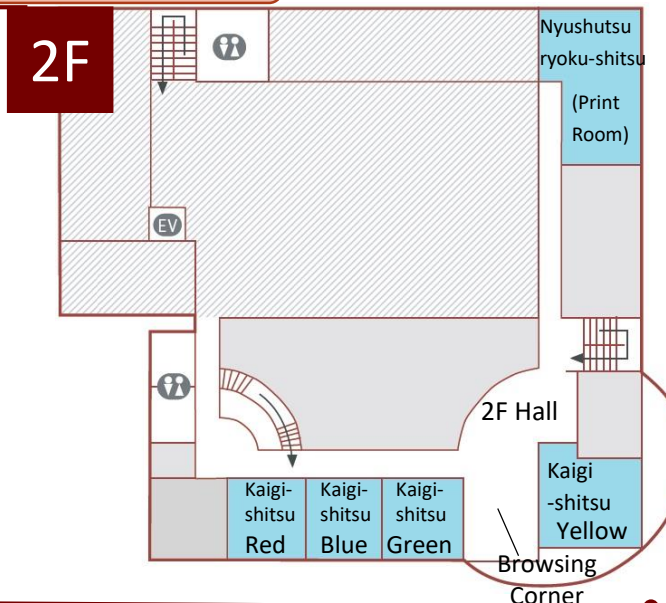 2F
Nyushutsu
ryoku-shitsu
(Print
Room)
EV
2F Hall
Kaigi-
shitsu
Red
Kaigi-
shitsu
Blue
Kaigi-
shitsu
Green
Kaigi
-shitsu
Yellow
Browsing
Corner